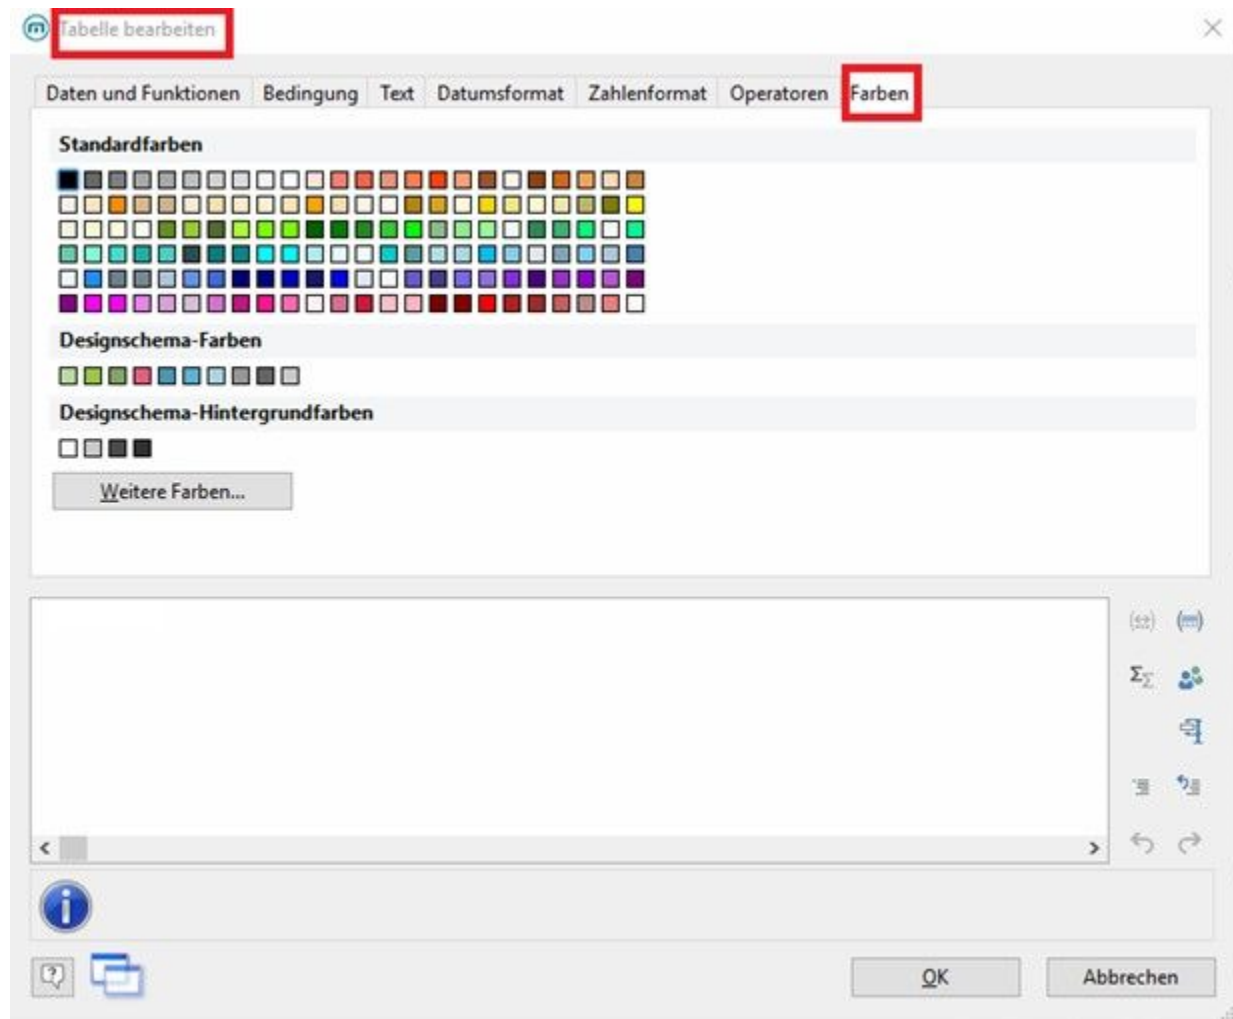 Tabelle bearbeiten
Daten und Funktionen Bedingung Text Datumsformat Zahlenformat Operatoren Farben
Standardfarben
Designschema-Farben
Designschema-Hintergrundfarben
Weitere Farben...
OK Abbrechen